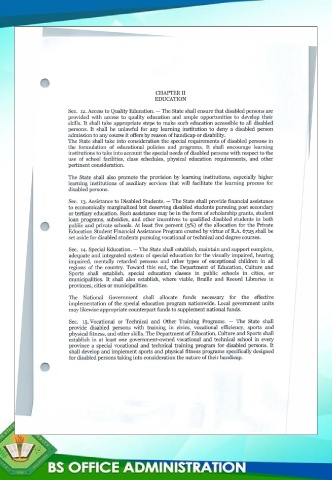 CHAPTER II
EDUCATION
Sec. 12. Access to Quality Education. — The State shall ensure that disabled persons are
provided with access to quality education and ample opportunities to develop their
skills. It shall take appropriate steps to make such education accessible to all disabled
persons. It shall be unlawful for any learning institution to deny a disabled person
admission to any course it offers by reason of handicap or disability.
The State shall take into consideration the special requirements of disabled persons in
the formulation of educational policies and programs. It shall encourage learning
institutions to take into account the special needs of disabled persons with respect to the
use of school facilities, class schedules, physical education requirements, and other
pertinent consideration.
The State shall also promote the provision by learning institutions, especially higher
learning institutions of auxiliary services that will facilitate the learning process for
disabled persons.
Sec. 13. Assistance to Disabled Students. — The State shall provide financial assistance
to economically marginalized but deserving disabled students pursuing post secondary
or tertiary education. Such assistance may be in the form of scholarship grants, student
loan programs, subsidies, and other incentives to qualified disabled students in both
public and private schools. At least five percent (5%) of the allocation for the Private
Education Student Financial Assistance Program created by virtue of R.A. 6725 shall be
set aside for disabled students pursuing vocational or technical and degree courses.
Sec. 14. Special Education. — The State shall establish, maintain and support complete,
adequate and integrated system of special education for the visually impaired, hearing
impaired, mentally retarded persons and other types of exceptional children in all
regions of the country. Toward this end, the Department of Education, Culture and
Sports shall establish, special education classes in public schools in cities, or
municipalities. It shall also establish, where viable, Braille and Record Libraries in
provinces, cities or municipalities.
The National Government shall allocate funds necessary for the effective
implementation of the special education program nationwide. Local government units
may likewise appropriate counterpart funds to supplement national funds.
Sec. 15. Vocational or Technical and Other Training Programs. — The State shall
provide disabled persons with training in civics, vocational efficiency, sports and
physical fitness, and other skills. The Department of Education, Culture and Sports shall
establish in at least one government-owned vocational and technical school in every
province a special vocational and technical training program for disabled persons. It
shall develop and implement sports and physical fitness programs specifically designed
for disabled persons taking into consideration the nature of their handicap.
BS OFFICE ADMINISTRATION